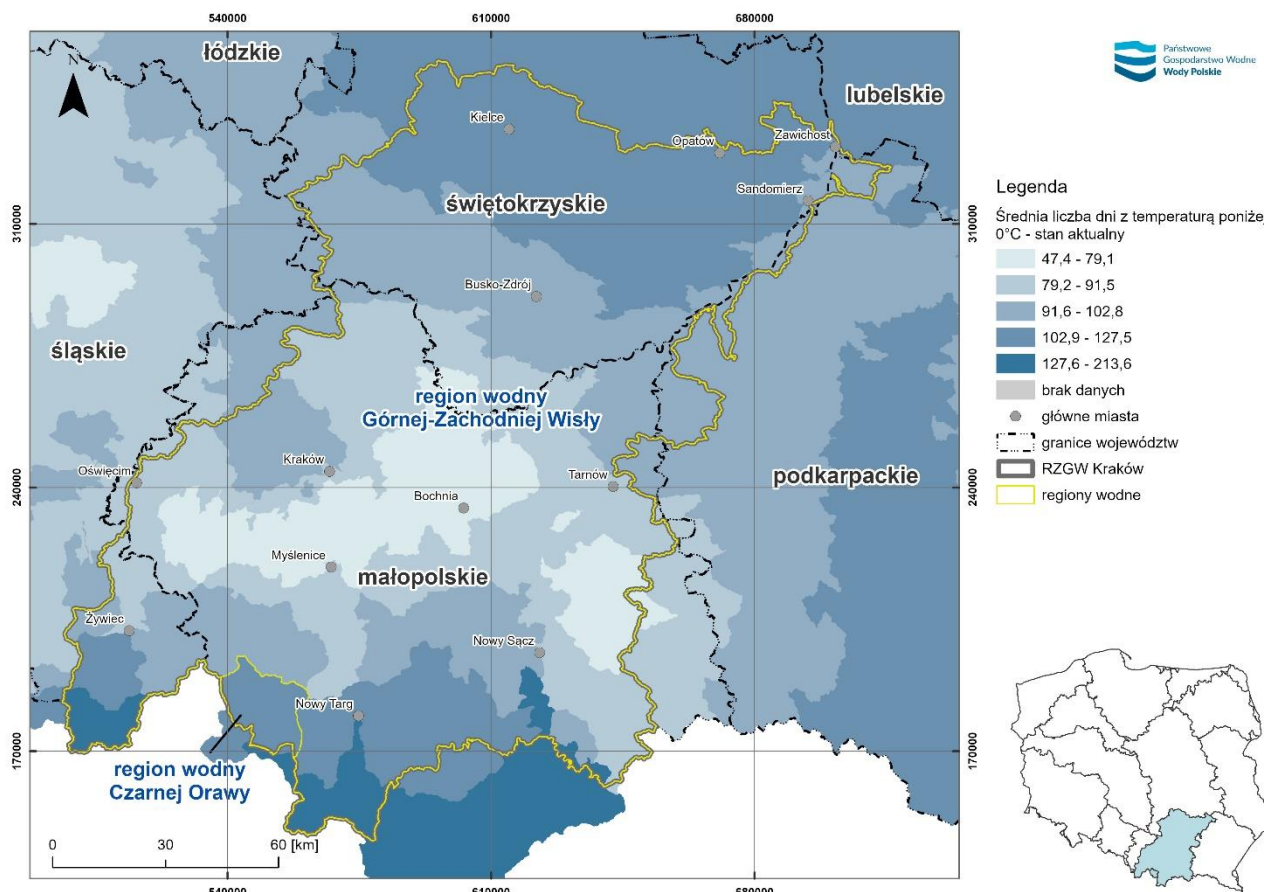 540000
610000
680000
łódzkie
N
Państwowe
Gospodarstwo Wodne
Wody Polskie
lubelskie
Kielce
Opatów
Zawichost
Sandomierz
świętokrzyskie
310000
310000
Legenda
Średnia liczba dni z temperaturą poniżej
0°C - stan aktualny
47,4 - 79,1
79,2 - 91,5
91,6 - 102,8
102,9 - 127,5
127,6 - 213,6
brak danych
główne miasta
granice województw
RZGW Kraków
regiony wodne
Busko-Zdrój
śląskie
region wodny
Górnej-Zachodniej Wisły
Oświęcim
Kraków
Tarnów
podkarpackie
240000
240000
Bochnia
Myślenice
małopolskie
Żywiec
Nowy Sącz
Nowy Targ
170000
170000
region wodny
Czarnej Orawy
0
30
60 [km]
540000
610000
680000